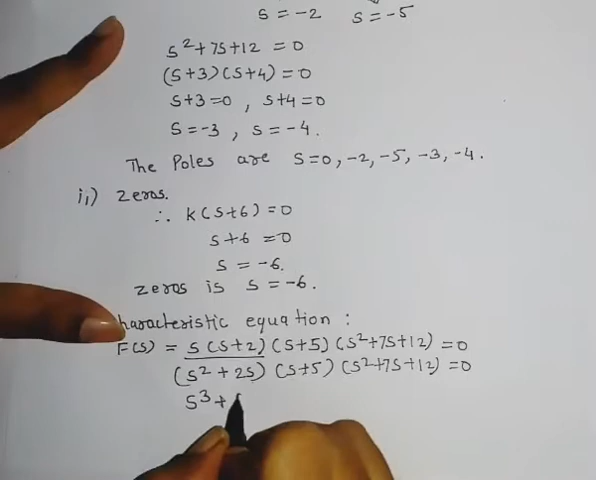 s = -2 s = -5
s² + 7s + 12 = 0
(s+3)(s+4) = 0
s+3 = 0 , s+4 = 0
s = -3 , s = -4.
The Poles are s = 0, -2, -5, -3, -4.
ii) zeros.
∴ K(s+6) = 0
s+6 = 0
s = -6.
zeros is s = -6.
haracteristic equation :
F(s) = s(s+2)(s+5)(s²+7s+12) = 0
(s² + 2s)(s+5)(s²+7s+12) = 0
s³ +